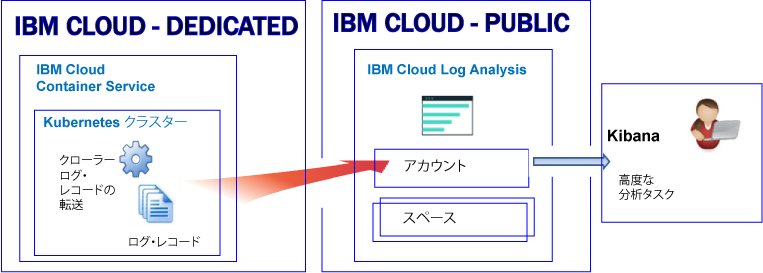 IBM CLOUD - DEDICATED
IBM Cloud
Container Service
Kubernetes クラスター
クローラー
ログ・
レコードの
転送
ログ・レコード
IBM CLOUD - PUBLIC
IBM Cloud Log Analysis
アカウント
スペース
Kibana
高度な
分析タスク